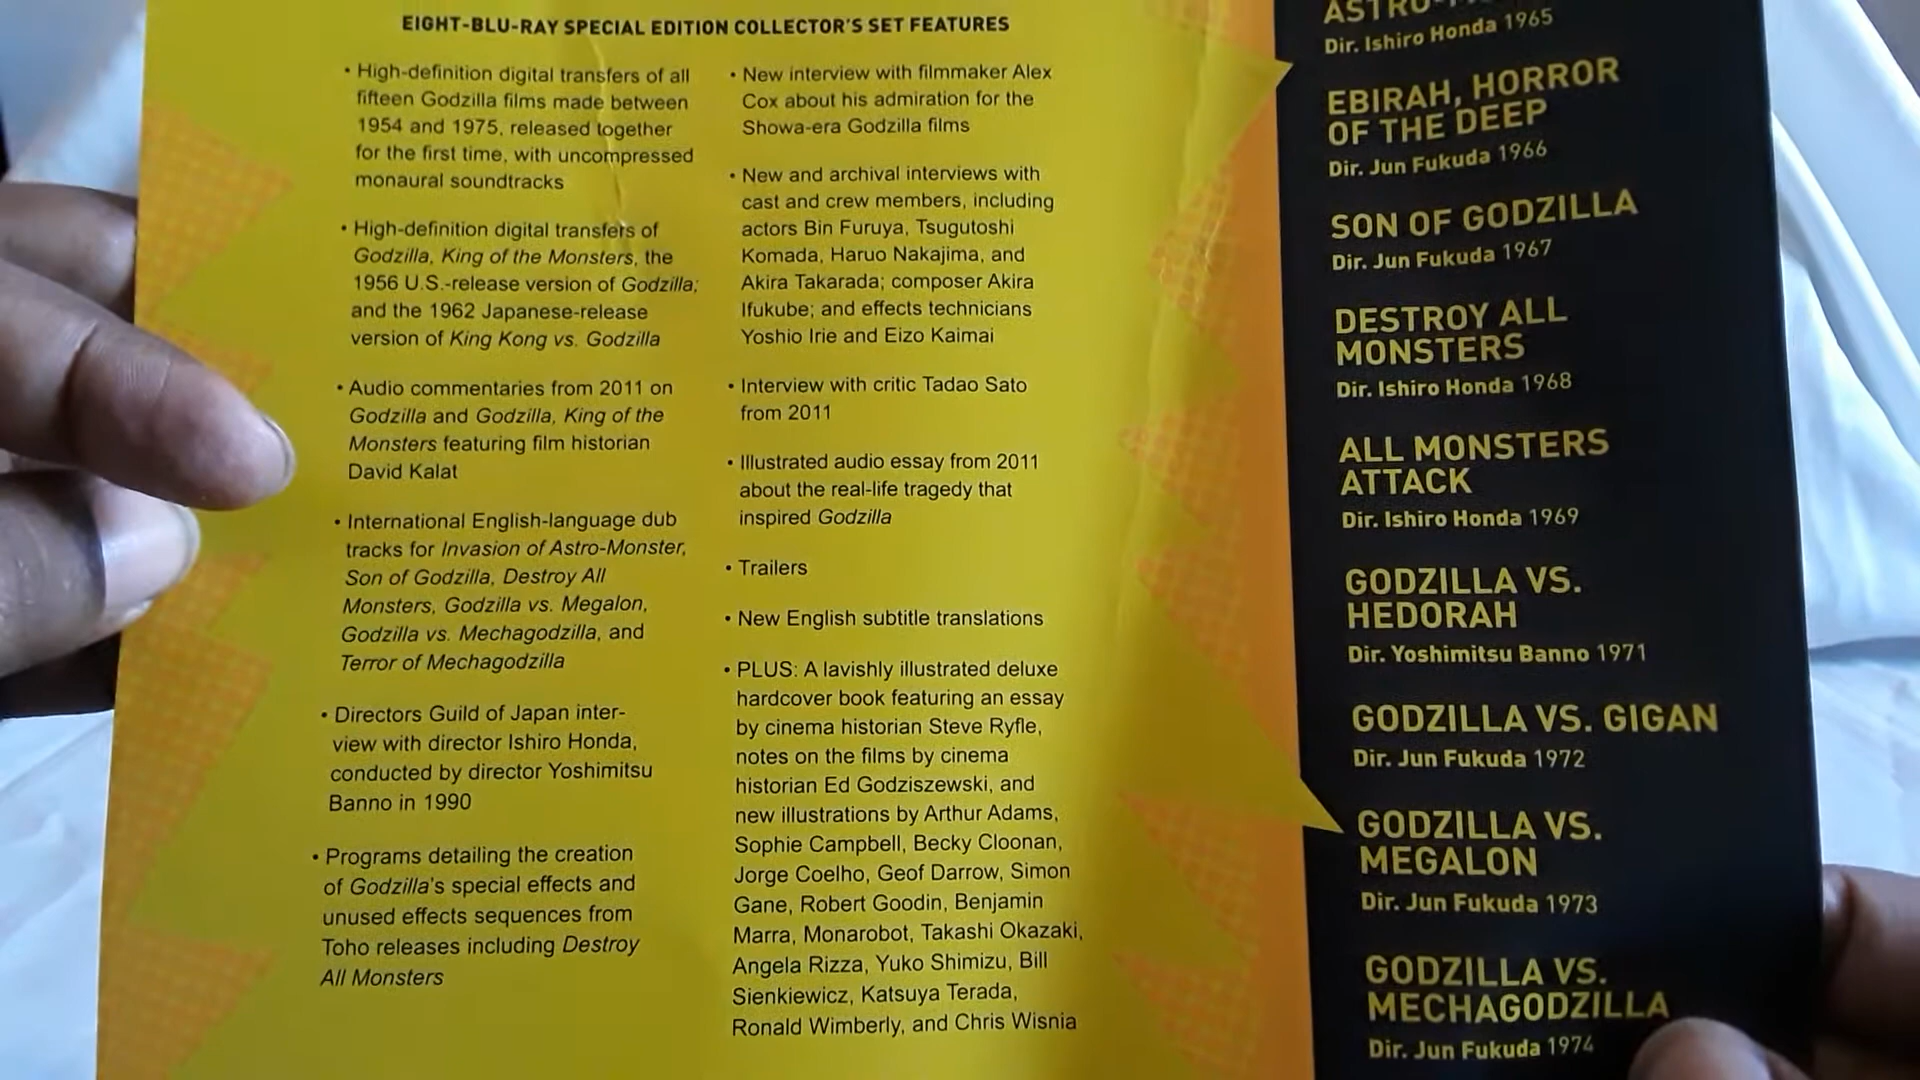 EIGHT-BLU-RAY SPECIAL EDITION COLLECTOR'S SET FEATURES
• High-definition digital transfers of all
fifteen Godzilla films made between
1954 and 1975, released together
for the first time, with uncompressed
monaural soundtracks
• High-definition digital transfers of
Godzilla, King of the Monsters, the
1956 U.S.-release version of Godzilla;
and the 1962 Japanese-release
version of King Kong vs. Godzilla
• Audio commentaries from 2011 on
Godzilla and Godzilla, King of the
Monsters featuring film historian
David Kalat
• International English-language dub
tracks for Invasion of Astro-Monster,
Son of Godzilla, Destroy All
Monsters, Godzilla vs. Megalon,
Godzilla vs. Mechagodzilla, and
Terror of Mechagodzilla
• Directors Guild of Japan inter-
view with director Ishiro Honda,
conducted by director Yoshimitsu
Banno in 1990
• Programs detailing the creation
of Godzilla's special effects and
unused effects sequences from
Toho releases including Destroy
All Monsters
• New interview with filmmaker Alex
Cox about his admiration for the
Showa-era Godzilla films
• New and archival interviews with
cast and crew members, including
actors Bin Furuya, Tsugutoshi
Komada, Haruo Nakajima, and
Akira Takarada; composer Akira
Ifukube; and effects technicians
Yoshio Irie and Eizo Kaimai
• Interview with critic Tadao Sato
from 2011
• Illustrated audio essay from 2011
about the real-life tragedy that
inspired Godzilla
• Trailers
• New English subtitle translations
• PLUS: A lavishly illustrated deluxe
hardcover book featuring an essay
by cinema historian Steve Ryfle,
notes on the films by cinema
historian Ed Godziszewski, and
new illustrations by Arthur Adams,
Sophie Campbell, Becky Cloonan,
Jorge Coelho, Geof Darrow, Simon
Gane, Robert Goodin, Benjamin
Marra, Monarobot, Takashi Okazaki,
Angela Rizza, Yuko Shimizu, Bill
Sienkiewicz, Katsuya Terada,
Ronald Wimberly, and Chris Wisnia
Dir. Ishiro Honda 1965
EBIRAH, HORROR
OF THE DEEP
Dir. Jun Fukuda 1966
SON OF GODZILLA
Dir. Jun Fukuda 1967
DESTROY ALL
MONSTERS
Dir. Ishiro Honda 1968
ALL MONSTERS
ATTACK
Dir. Ishiro Honda 1969
GODZILLA VS.
HEDORAH
Dir. Yoshimitsu Banno 1971
GODZILLA VS. GIGAN
Dir. Jun Fukuda 1972
GODZILLA VS.
MEGALON
Dir. Jun Fukuda 1973
GODZILLA VS.
MECHAGODZILLA
Dir. Jun Fukuda 1974